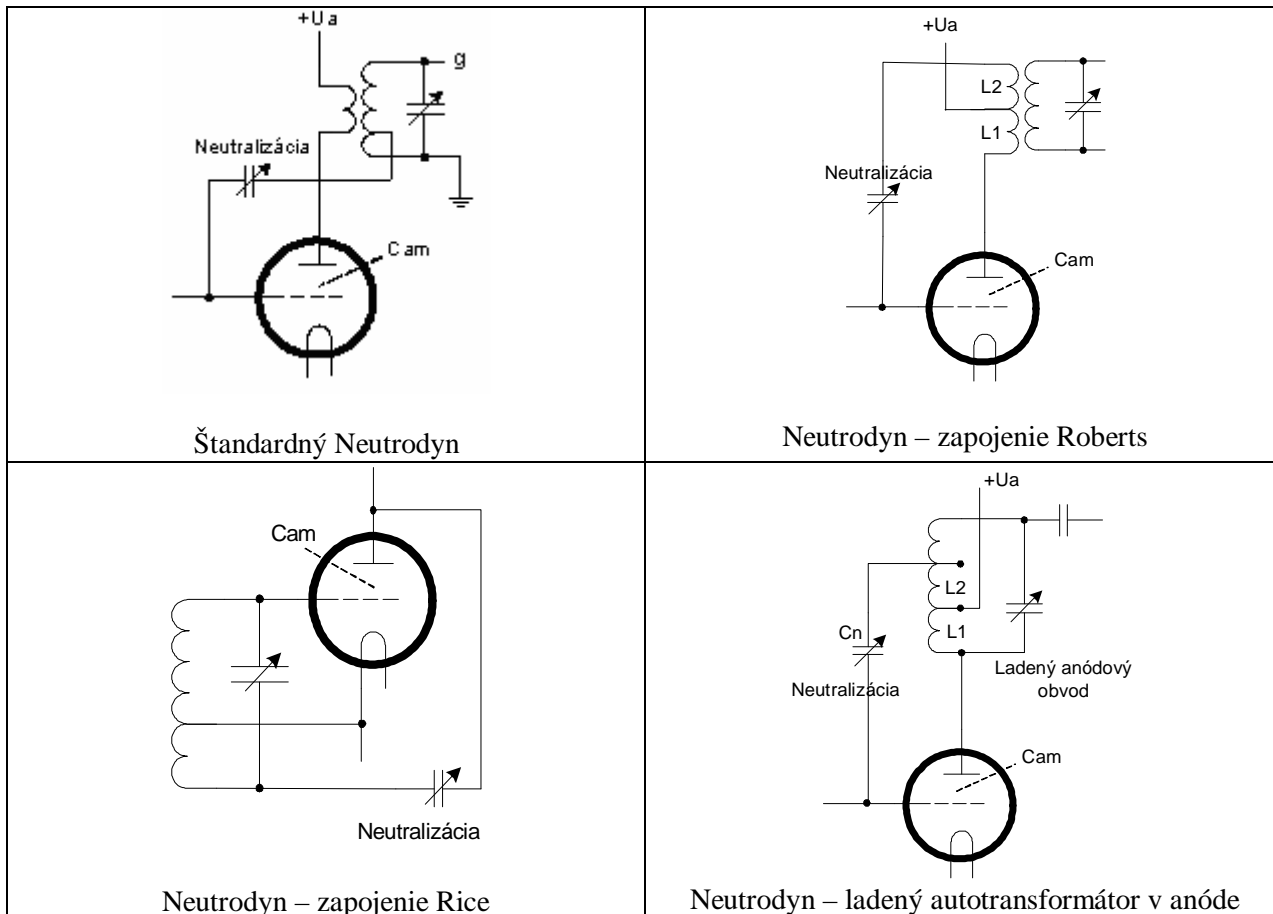 +Ua
g
Neutralizácia
Cam
Štandardný Neutrodyn
+Ua
L2
L1
Neutralizácia
Cam
Neutrodyn – zapojenie Roberts
Cam
Neutralizácia
Neutrodyn – zapojenie Rice
+Ua
L2
Cn
L1
Neutralizácia
Ladený anódový
obvod
Cam
Neutrodyn – ladený autotransformátor v anóde